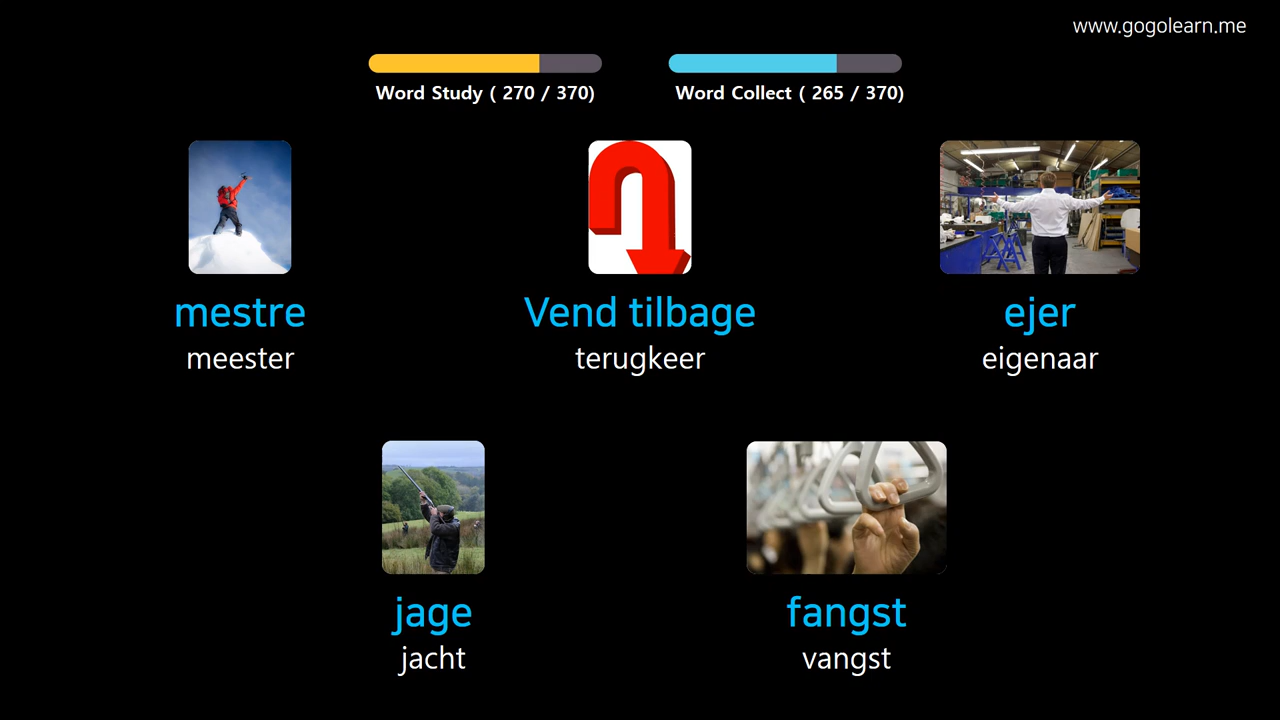 www.gogolearn.me
Word Study ( 270 / 370)
Word Collect ( 265 / 370)
mestre
meester
Vend tilbage
terugkeer
ejer
eigenaar
jage
jacht
fangst
vangst